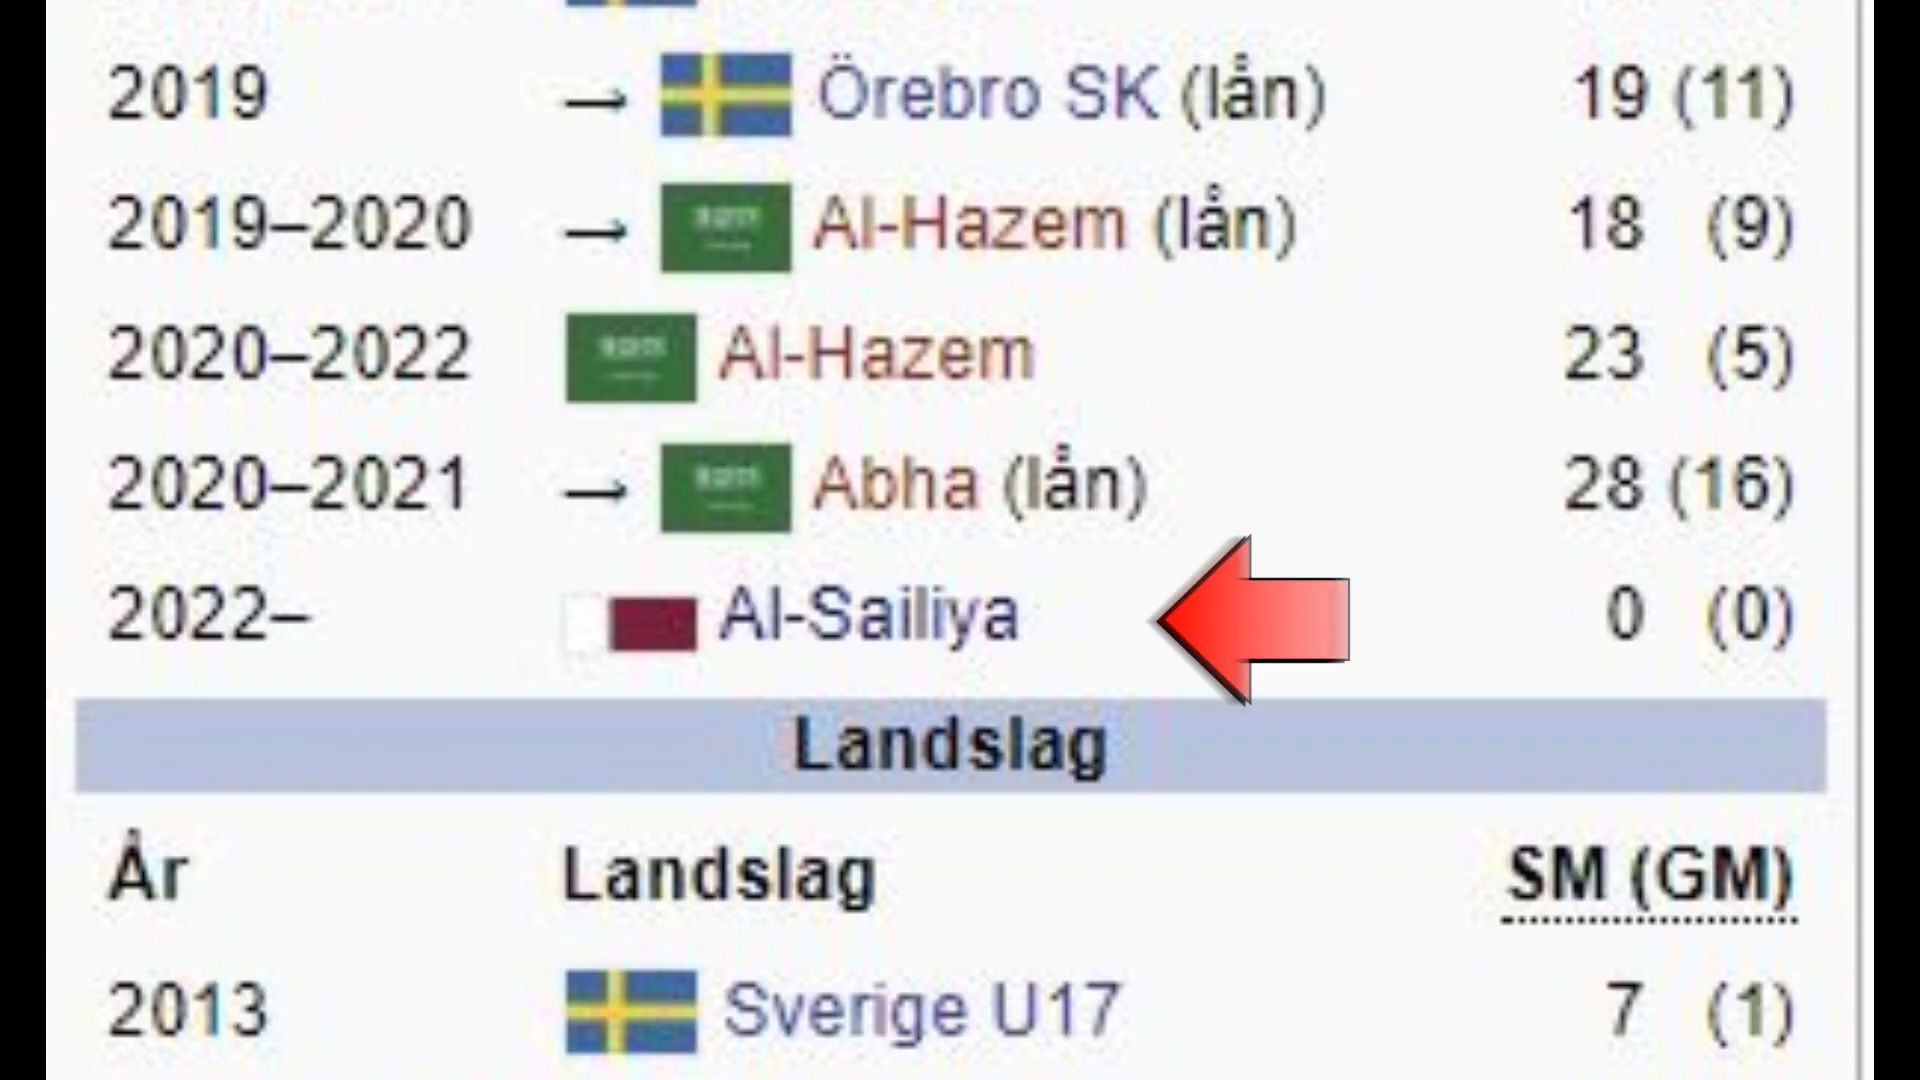 2019 → Örebro SK (lån) 19 (11)
2019–2020 → Al-Hazem (lån) 18 (9)
2020–2022 Al-Hazem 23 (5)
2020–2021 → Abha (lån) 28 (16)
2022– Al-Sailiya 0 (0)
Landslag
År Landslag SM (GM)
2013 Sverige U17 7 (1)